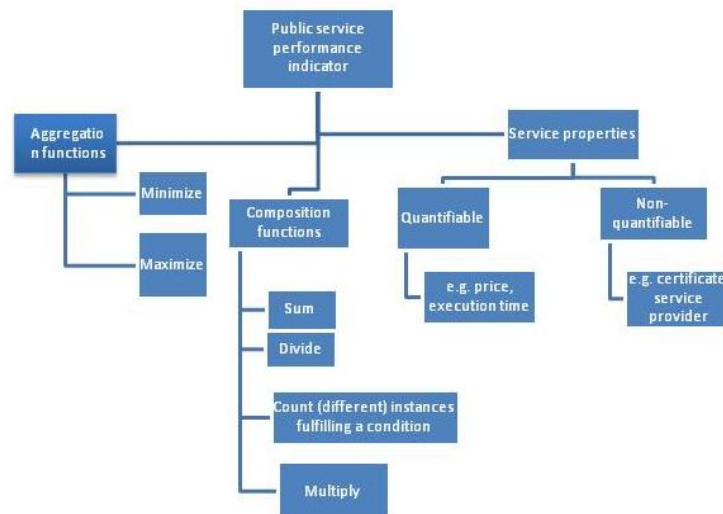 Public service
performance
indicator
Aggregatio
n functions
Service properties
Minimize
Maximize
Composition
functions
Quantifiable
Non-
quantifiable
e.g. price,
execution time
e.g. certificate
service
provider
Sum
Divide
Count (different) instances
fulfilling a condition
Multiply